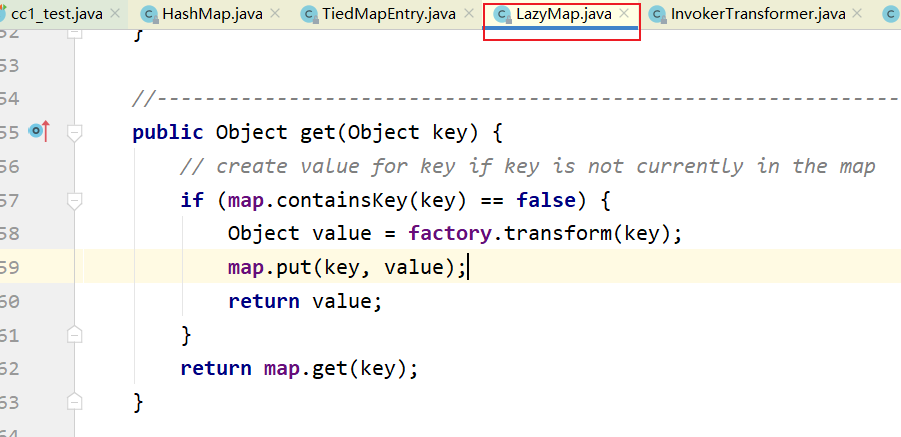 cc1_test.java HashMap.java TiedMapEntry.java LazyMap.java InvokerTransformer.java
52 }
53
54 //--------------------------------------------------------------
55 public Object get(Object key) {
56 // create value for key if key is not currently in the map
57 if (map.containsKey(key) == false) {
58 Object value = factory.transform(key);
59 map.put(key, value);
60 return value;
61 }
62 return map.get(key);
63 }